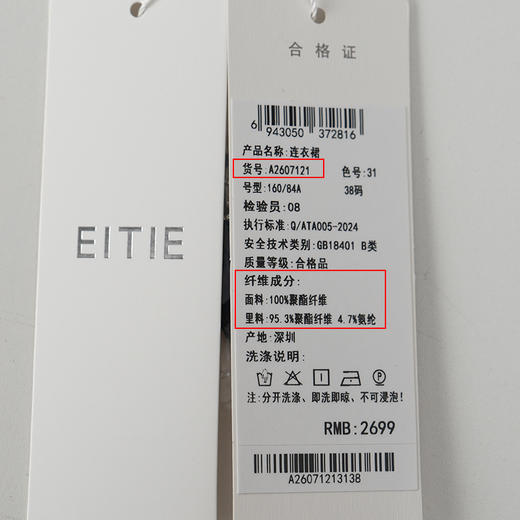 EITIE
合格证
6 943050 372816
产品名称:连衣裙
货号:A2607121 色号:31
号型:160/84A 38码
检验员:08
执行标准:Q/ATA005-2024
安全技术类别:GB18401 B类
质量等级:合格品
纤维成分:
面料:100%聚酯纤维
里料:95.3%聚酯纤维 4.7%氨纶
产地:深圳
洗涤说明:
注:分开洗涤、即洗即晾、不可浸泡!
RMB:2699
A26071213138